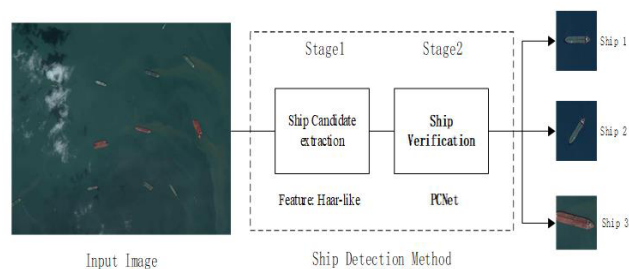 Stage1
Stage2
Ship Candidate
extraction
Ship
Verification
Feature: Haar-like
PCNet
Ship 1
Ship 2
Ship 3
Input Image
Ship Detection Method